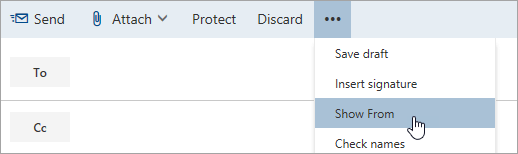 Send Attach Protect Discard •••
Save draft
To
Insert signature
Show From
Cc
Check names